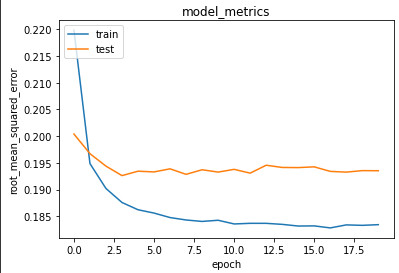 model_metrics
root_mean_squared_error
0.220
0.215
0.210
0.205
0.200
0.195
0.190
0.185
train
test
0.0 2.5 5.0 7.5 10.0 12.5 15.0 17.5
epoch